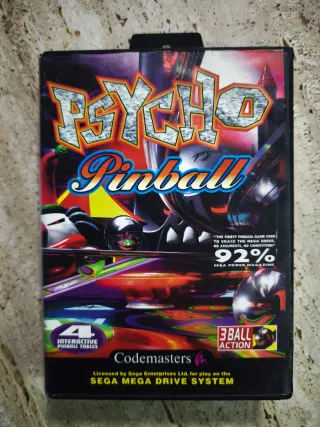 PSYCHO
Pinball
"THE FINEST PINBALL GAME EVER
TO GRACE THE MEGA DRIVE.
NO ARGUMENTS, NO COMPETITION!"
92%
SEGA POWER MAGAZINE
4
INTERACTIVE
PINBALL TABLES
3 BALL
ACTION
Codemasters
Licensed by Sega Enterprises Ltd. for play on the
SEGA MEGA DRIVE SYSTEM